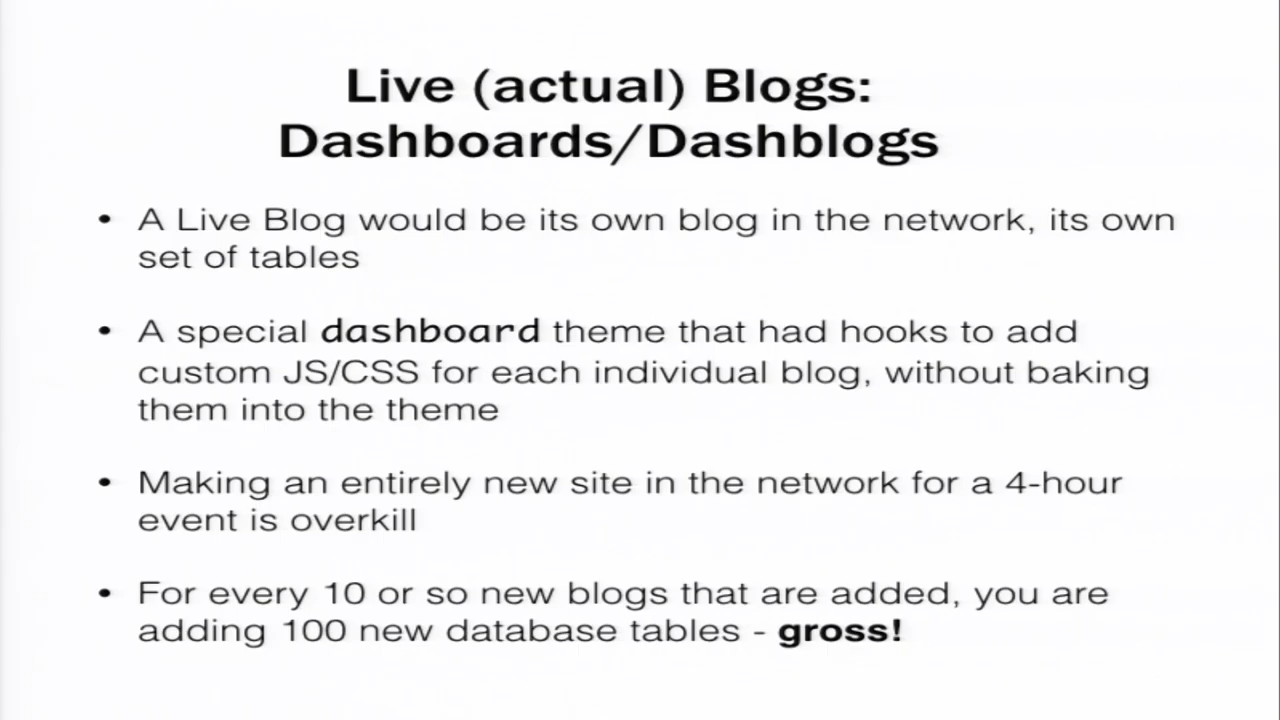 Live (actual) Blogs:
Dashboards/Dashblogs
• A Live Blog would be its own blog in the network, its own
set of tables
• A special dashboard theme that had hooks to add
custom JS/CSS for each individual blog, without baking
them into the theme
• Making an entirely new site in the network for a 4-hour
event is overkill
• For every 10 or so new blogs that are added, you are
adding 100 new database tables - gross!